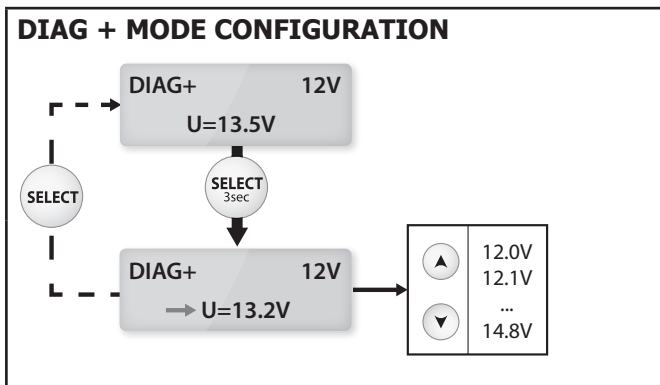 DIAG + MODE CONFIGURATION
DIAG+ 12V
U=13.5V
SELECT
SELECT
3sec
DIAG+ 12V
U=13.2V
12.0V
12.1V
...
14.8V